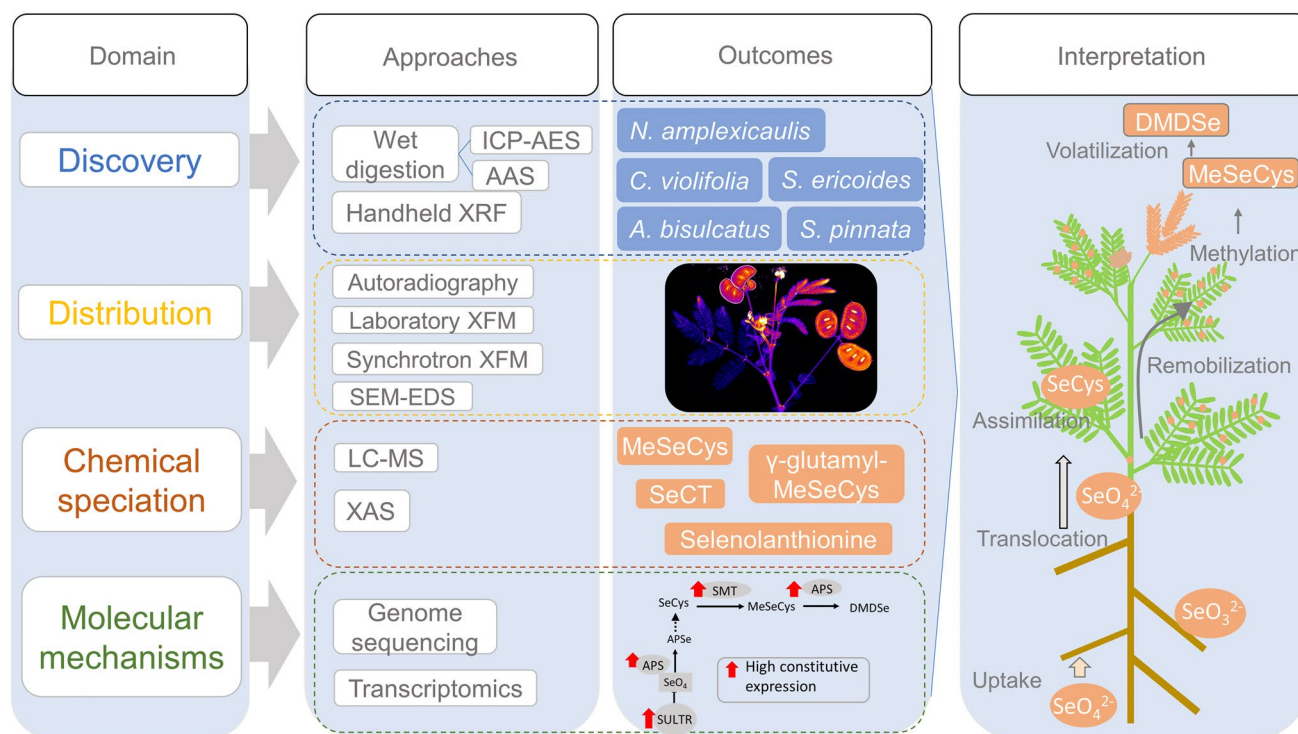 Domain
Approaches
Outcomes
Interpretation
Discovery
Wet
digestion
ICP-AES
AAS
Handheld XRF
N. amplexicaulis
C. violifolia
S. ericoides
A. bisulcatus
S. pinnata
Distribution
Autoradiography
Laboratory XFM
Synchrotron XFM
SEM-EDS
Chemical
speciation
LC-MS
XAS
MeSeCys
γ-glutamyl-
MeSeCys
SeCT
Selenolanthionine
Molecular
mechanisms
Genome
sequencing
Transcriptomics
SMT
APS
SeCys
MeSeCys
DMDSe
APSe
APS
SeO₄
SULTR
High constitutive
expression
DMDSe
Volatilization
MeSeCys
Methylation
Remobilization
SeCys
Assimilation
SeO₄²⁻
Translocation
SeO₃²⁻
Uptake
SeO₄²⁻